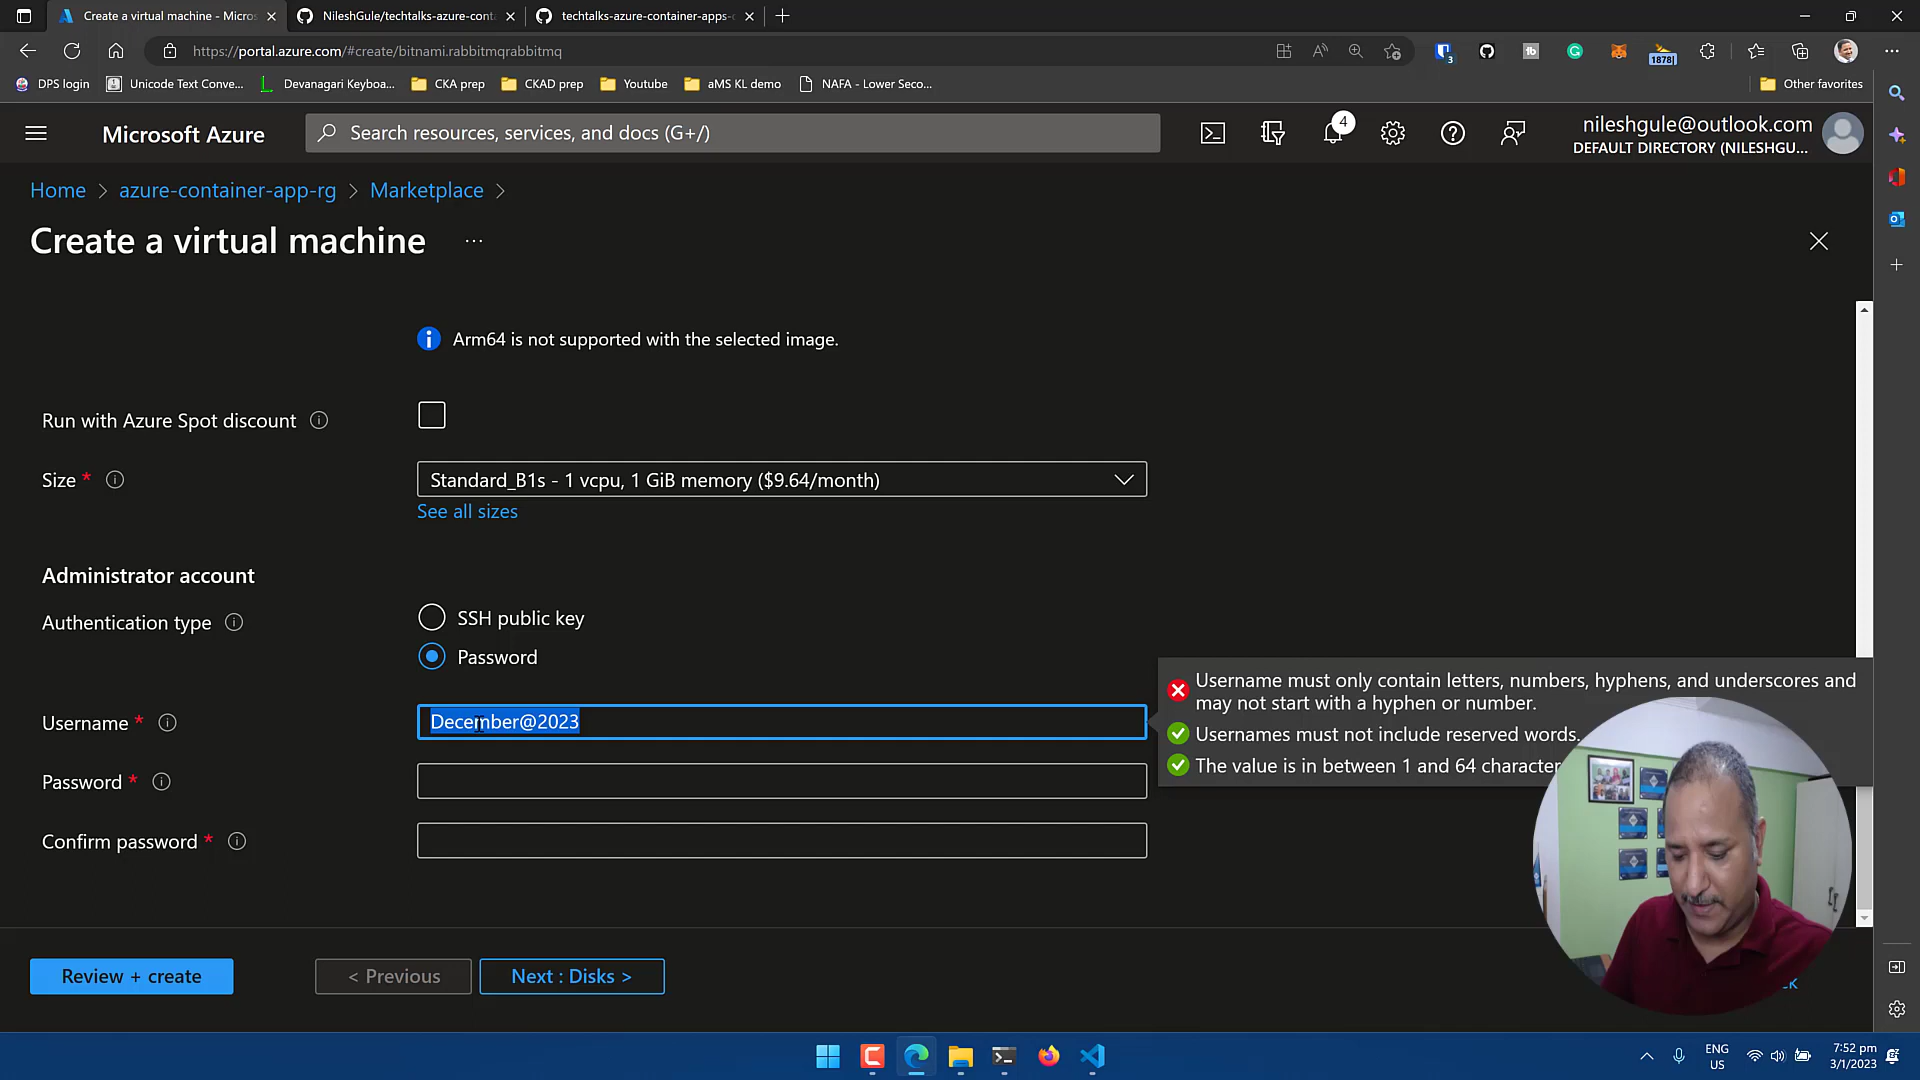 Create a virtual machine - Micros
NileshGule/techtalks-azure-conta
techtalks-azure-container-apps-c
https://portal.azure.com/#create/bitnami.rabbitmqrabbitmq
3
1878|
DPS login
Unicode Text Conve...
Devanagari Keyboa...
CKA prep
CKAD prep
Youtube
aMS KL demo
NAFA - Lower Seco...
Other favorites
Microsoft Azure
Search resources, services, and docs (G+/)
4
nileshgule@outlook.com
DEFAULT DIRECTORY (NILESHGU...
Home > azure-container-app-rg > Marketplace >
Create a virtual machine ...
Arm64 is not supported with the selected image.
Run with Azure Spot discount
Size *
Standard_B1s - 1 vcpu, 1 GiB memory ($9.64/month)
See all sizes
Administrator account
Authentication type
SSH public key
Password
Username *
December@2023
Username must only contain letters, numbers, hyphens, and underscores and
may not start with a hyphen or number.
Usernames must not include reserved words.
The value is in between 1 and 64 character
Password *
Confirm password *
Review + create
< Previous
Next : Disks >
ENG
US
7:52 pm
3/1/2023